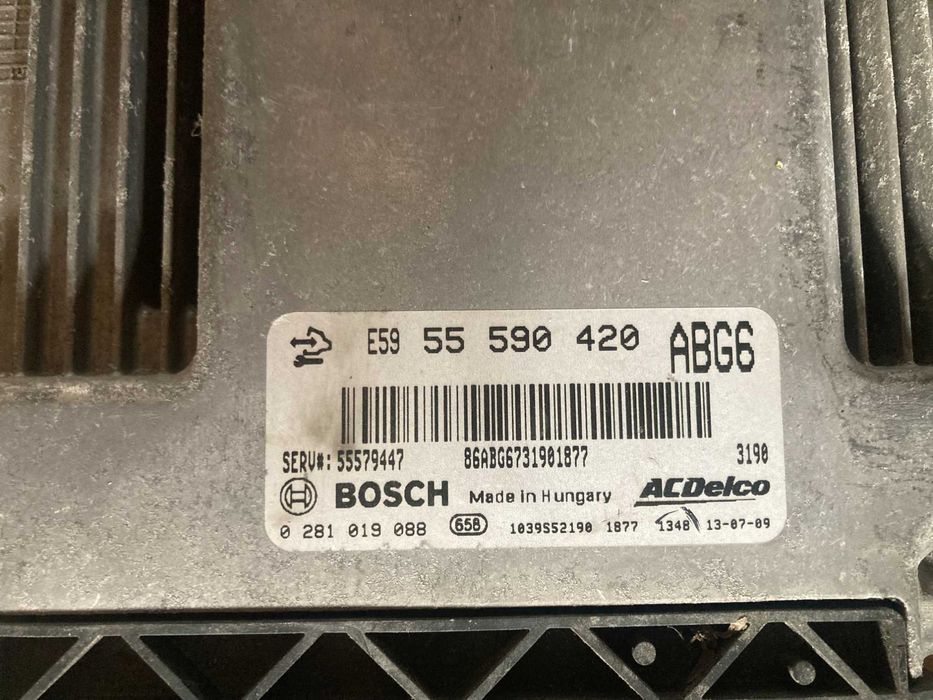 E59 55 590 420 ABG6
SERV#: 55579447 86ABG6731901877 3190
BOSCH Made in Hungary ACDelco
0 281 019 088 658 1039S52190 1877 1348 13-07-09